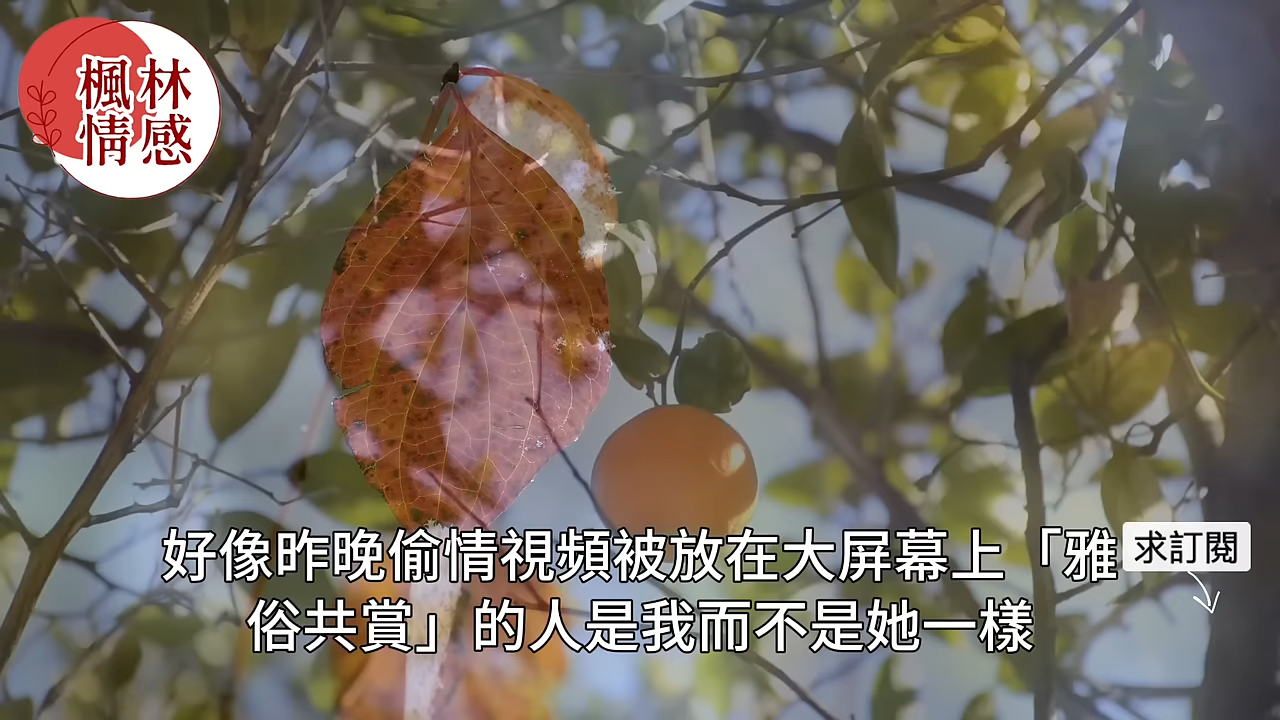 楓林
情感
好像昨晚偷情視頻被放在大屏幕上「雅
俗共賞」的人是我而不是她一樣
求訂閱